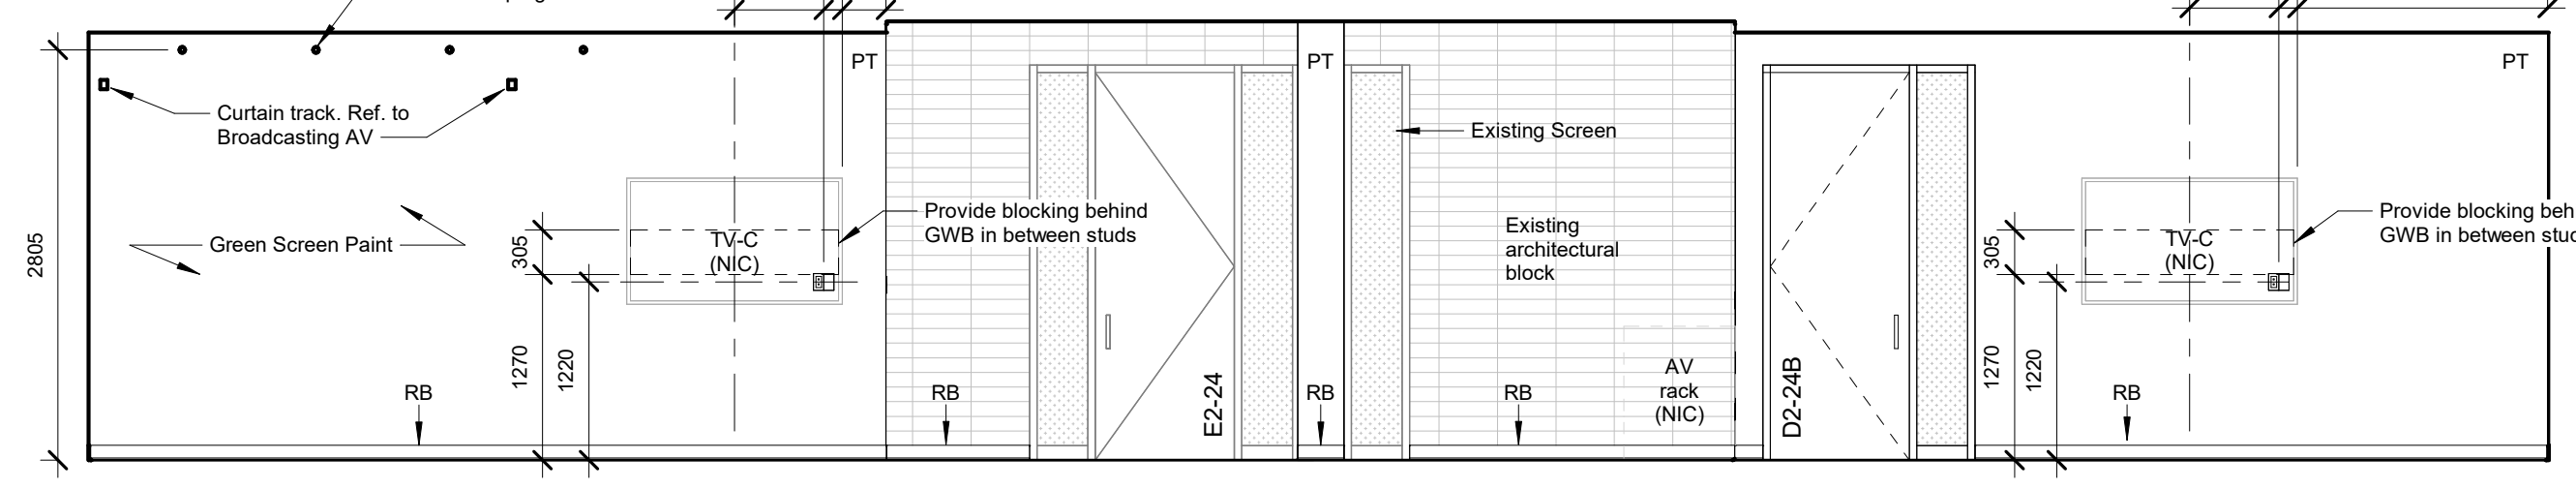 PT
PT
PT
Curtain track. Ref. to
Broadcasting AV
Existing Screen
Provide blocking behind
GWB in between studs
Provide blocking beh
GWB in between stud
Green Screen Paint
TV-C
(NIC)
Existing
architectural
block
TV-C
(NIC)
2805
305
1270
1220
305
1270
1220
AV
rack
(NIC)
E2-24
D2-24B
RB
RB
RB
RB
RB